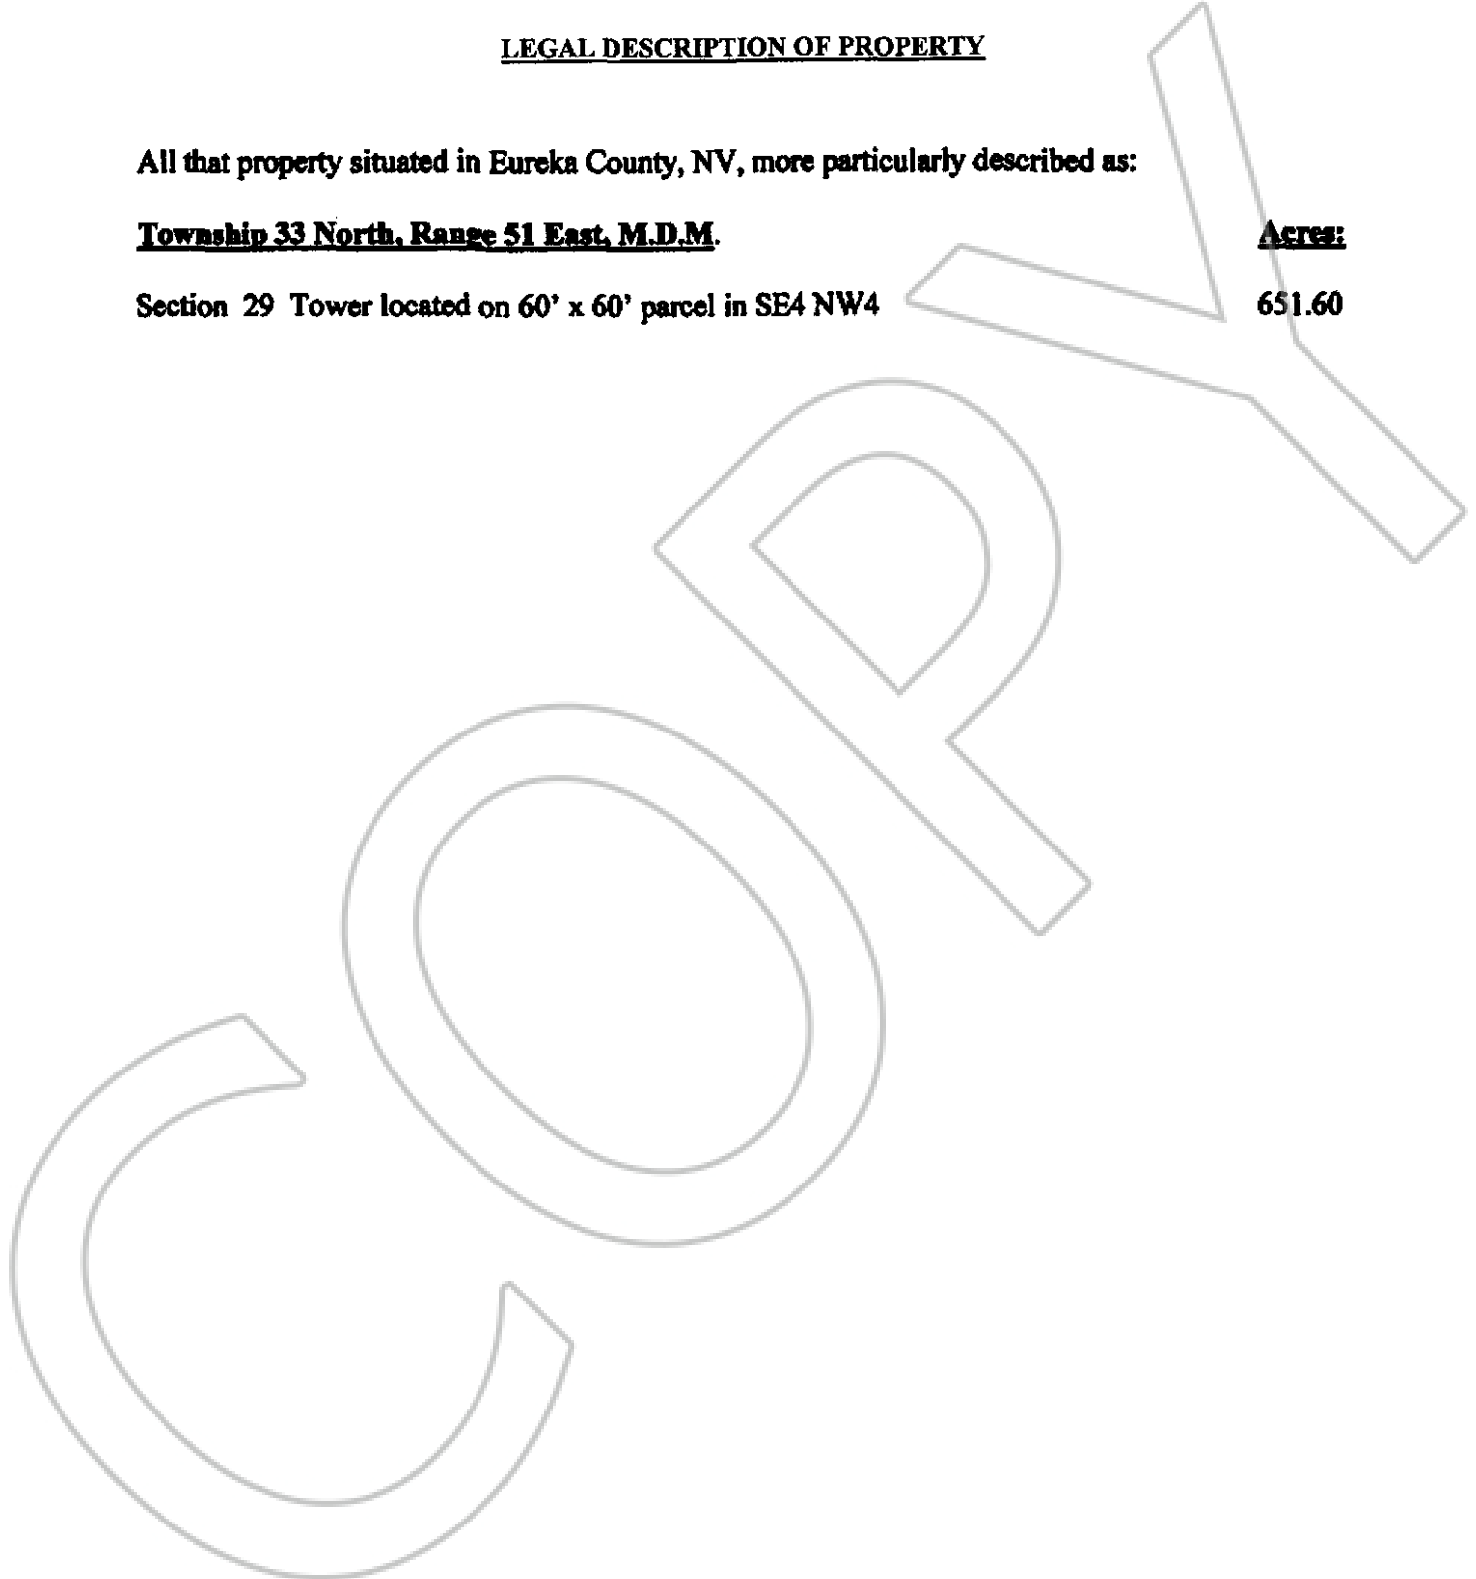 LEGAL DESCRIPTION OF PROPERTY
All that property situated in Eureka County, NV, more particularly described as:
Township 33 North, Range 51 East, M.D.M. Acres:
Section 29 Tower located on 60' x 60' parcel in SE4 NW4 651.60
COPY